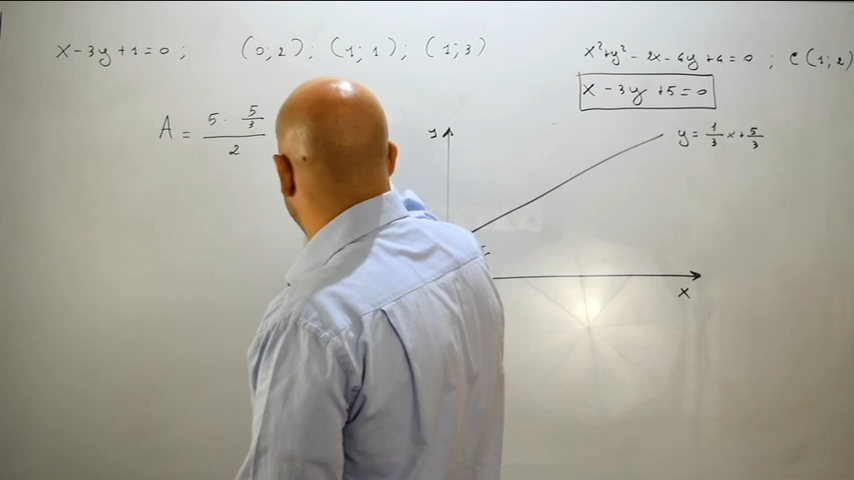 x - 3y + 1 = 0 ; (0;2) ; (1;1) ; (1;3)
x² + y² - 2x - 4y + 4 = 0 ; C (1;2)
x - 3y + 5 = 0
A = (5 · 5/3)/2
y
y = 1/3 x + 5/3
x